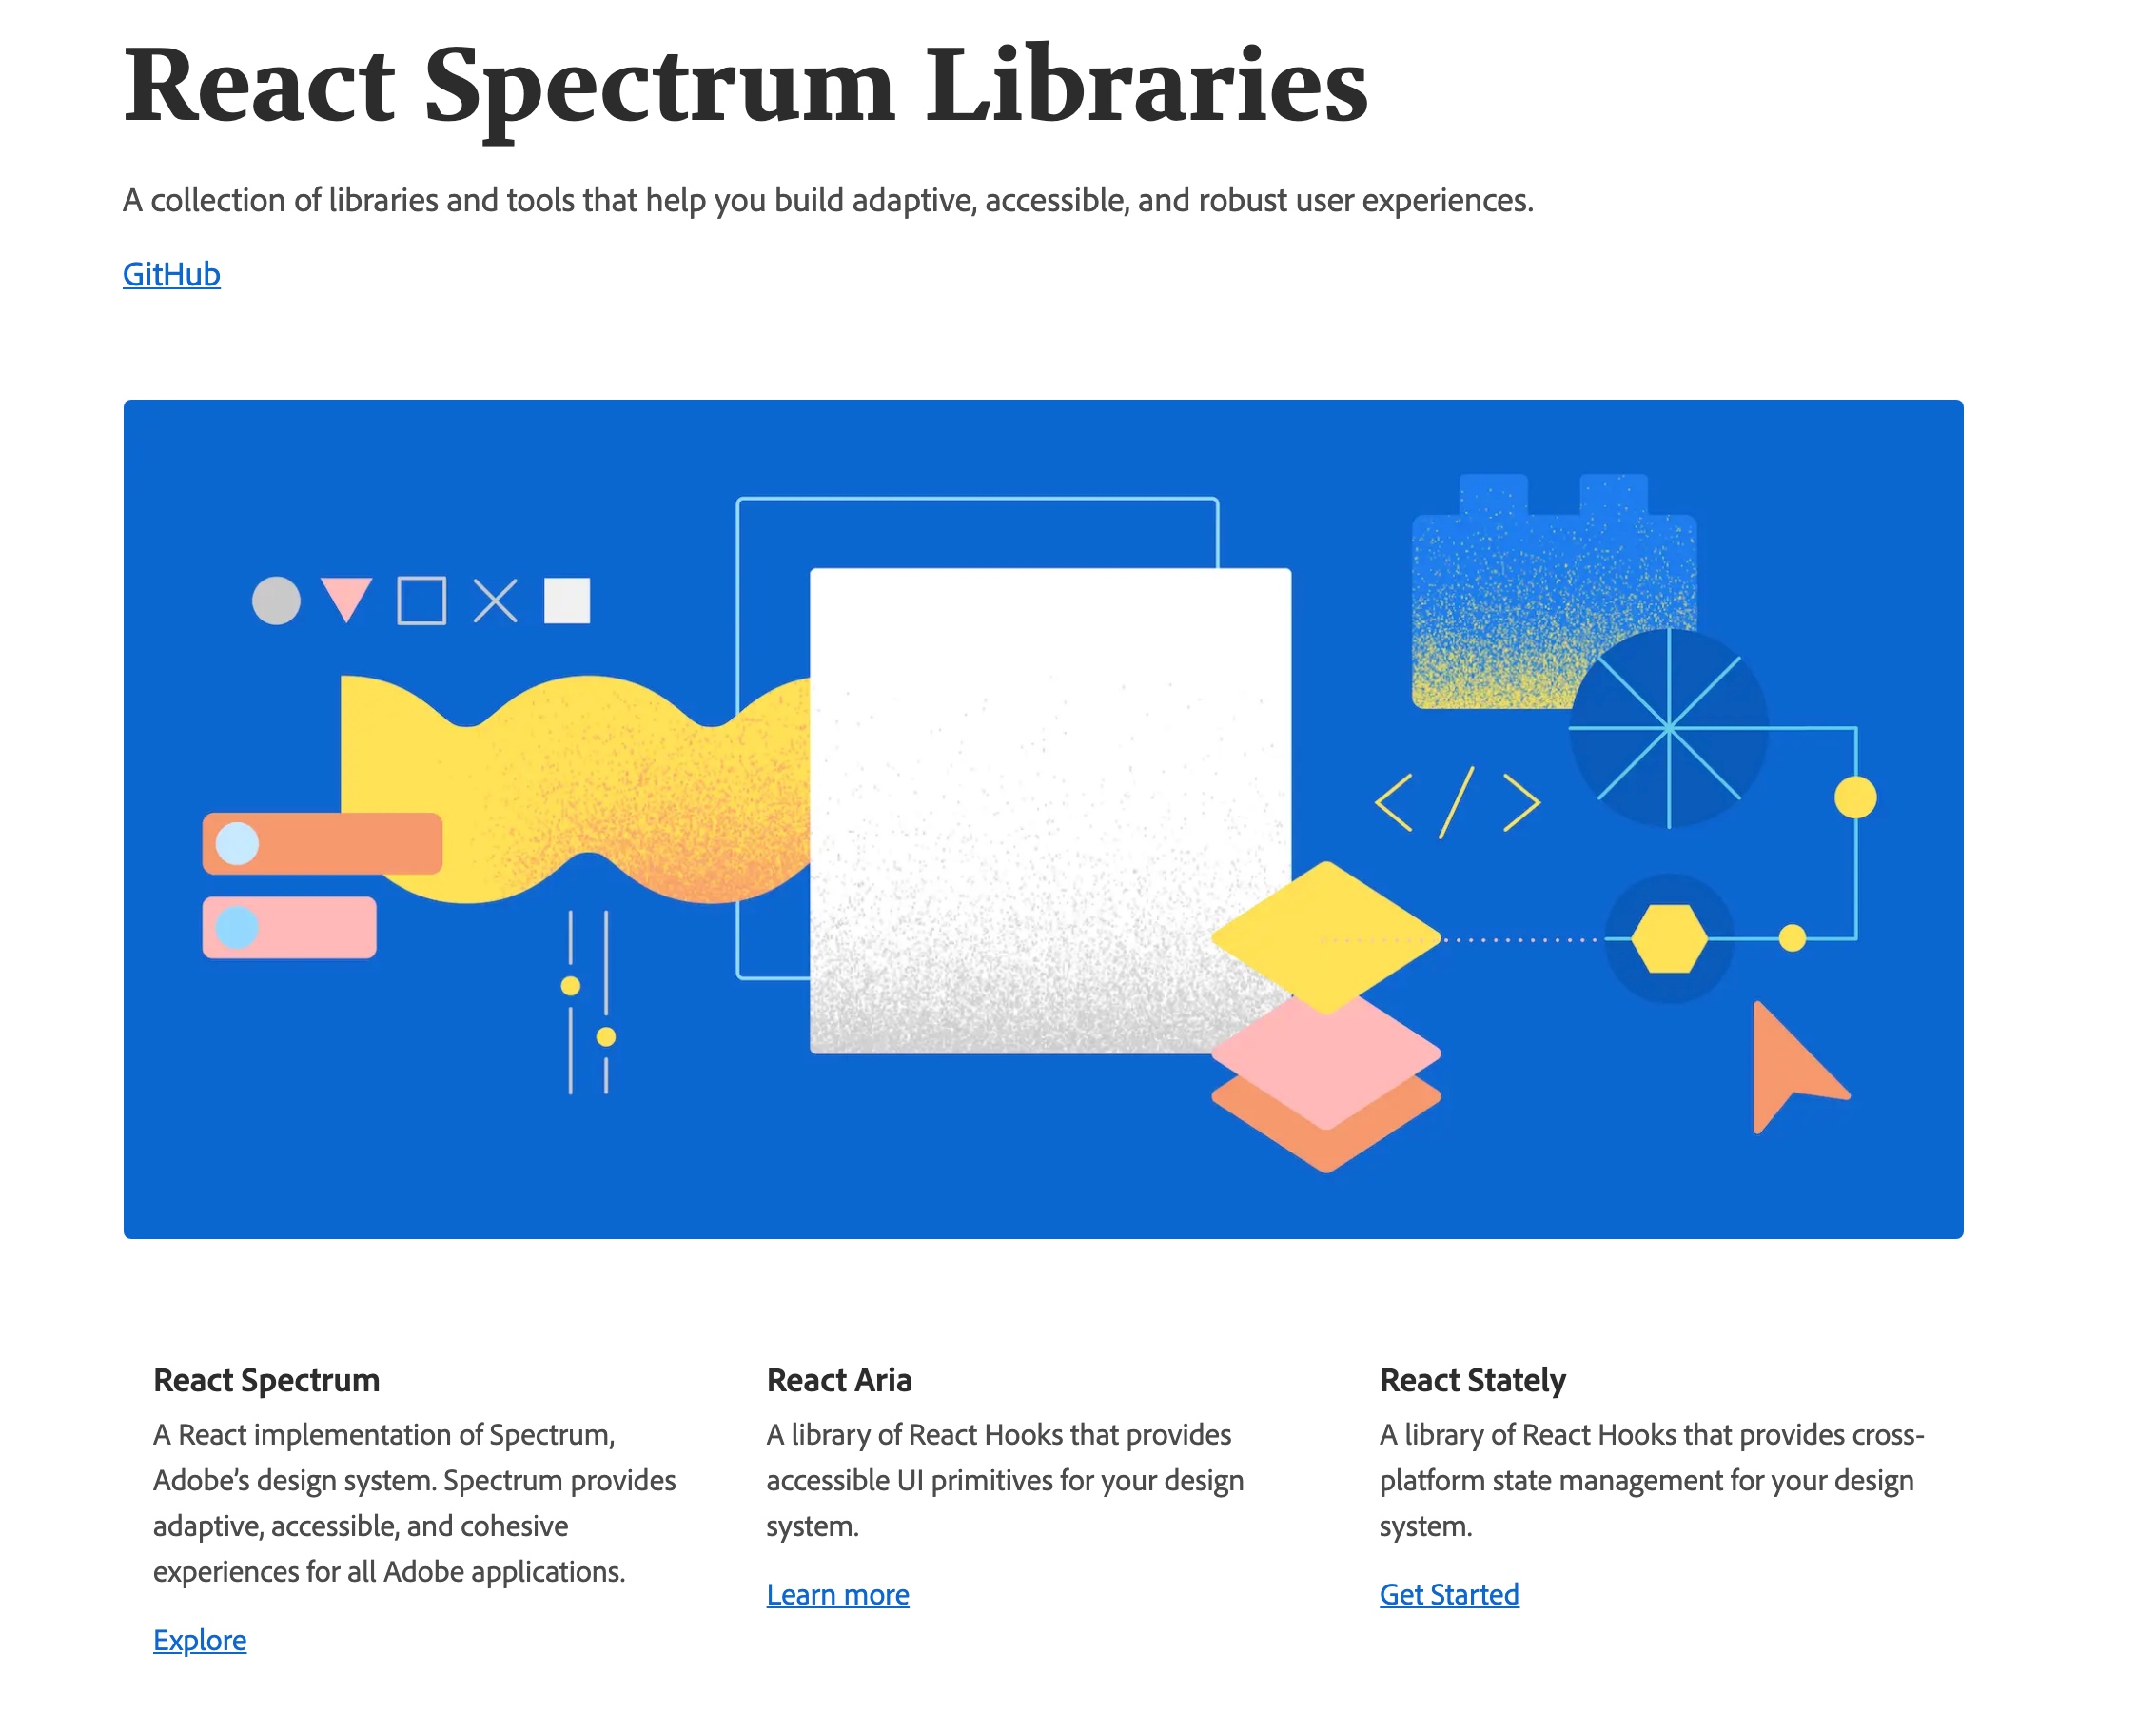 React Spectrum Libraries
A collection of libraries and tools that help you build adaptive, accessible, and robust user experiences.
GitHub
</>
React Spectrum
A React implementation of Spectrum,
Adobe’s design system. Spectrum provides
adaptive, accessible, and cohesive
experiences for all Adobe applications.
Explore
React Aria
A library of React Hooks that provides
accessible UI primitives for your design
system.
Learn more
React Stately
A library of React Hooks that provides cross-
platform state management for your design
system.
Get Started